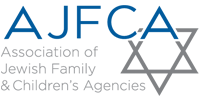 AJFCA
Association of
Jewish Family
& Children's Agencies